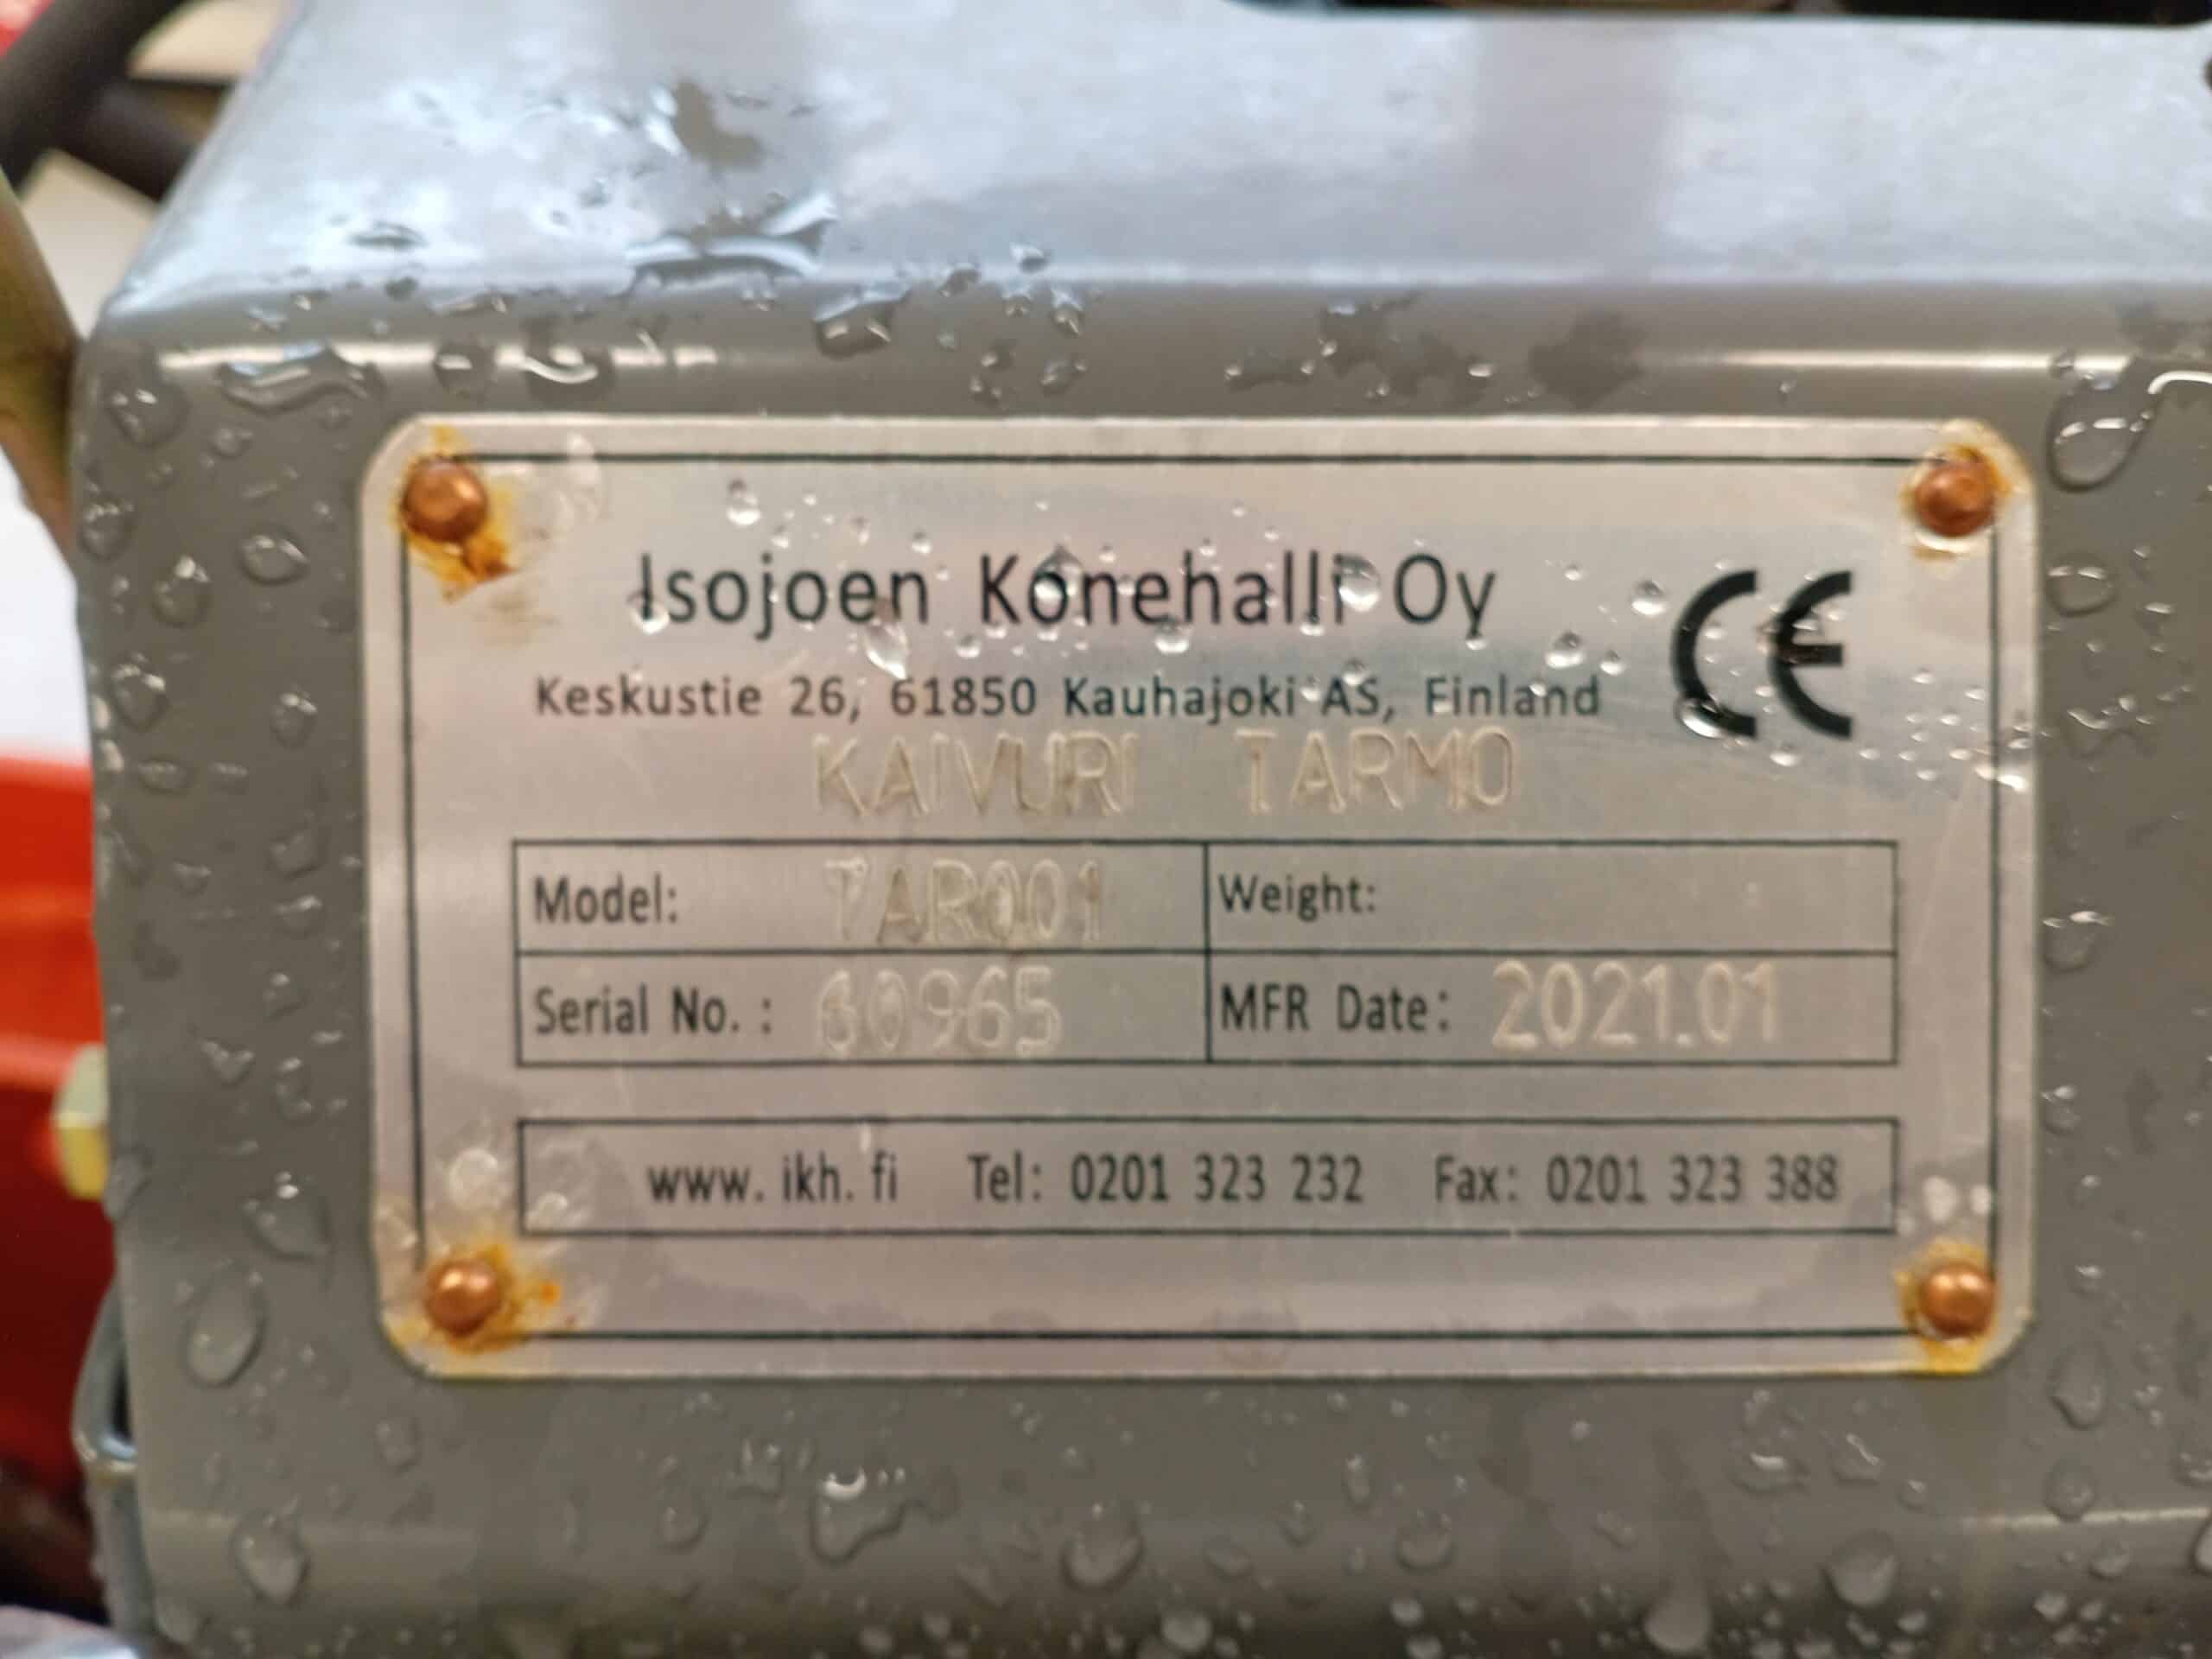 Isojoen Konehalli Oy
CE
Keskustie 26, 61850 Kauhajoki AS, Finland
KAIVURI TARMO
Model: TAR001 Weight:
Serial No. : 60965 MFR Date: 2021.01
www. ikh. fi Tel: 0201 323 232 Fax: 0201 323 388